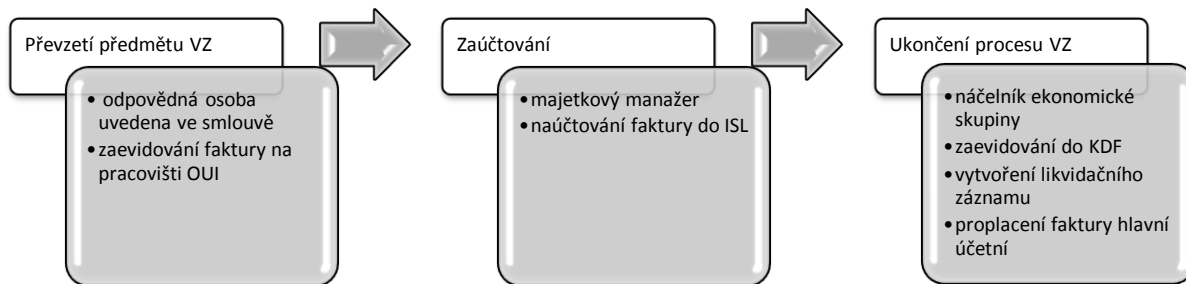 Převzetí předmětu VZ
• odpovědná osoba
uvedena ve smlouvě
• zaevidování faktury na
pracovišti OUI
Zaúčtování
• majetkový manažer
• naúčtování faktury do ISL
Ukončení procesu VZ
• náčelník ekonomické
skupiny
• zaevidování do KDF
• vytvoření likvidačního
záznamu
• proplacení faktury hlavní
účetní